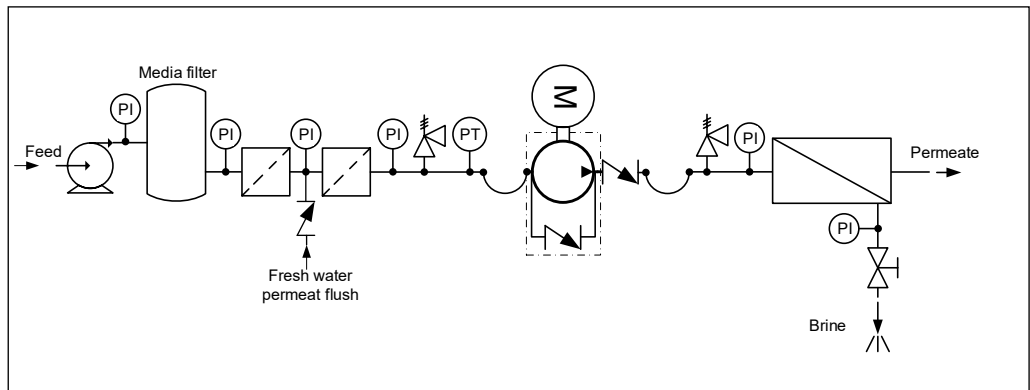 Media filter
PI
M
Feed
PI
PI
PI
PT
PI
Permeate
PI
Fresh water
permeat flush
Brine